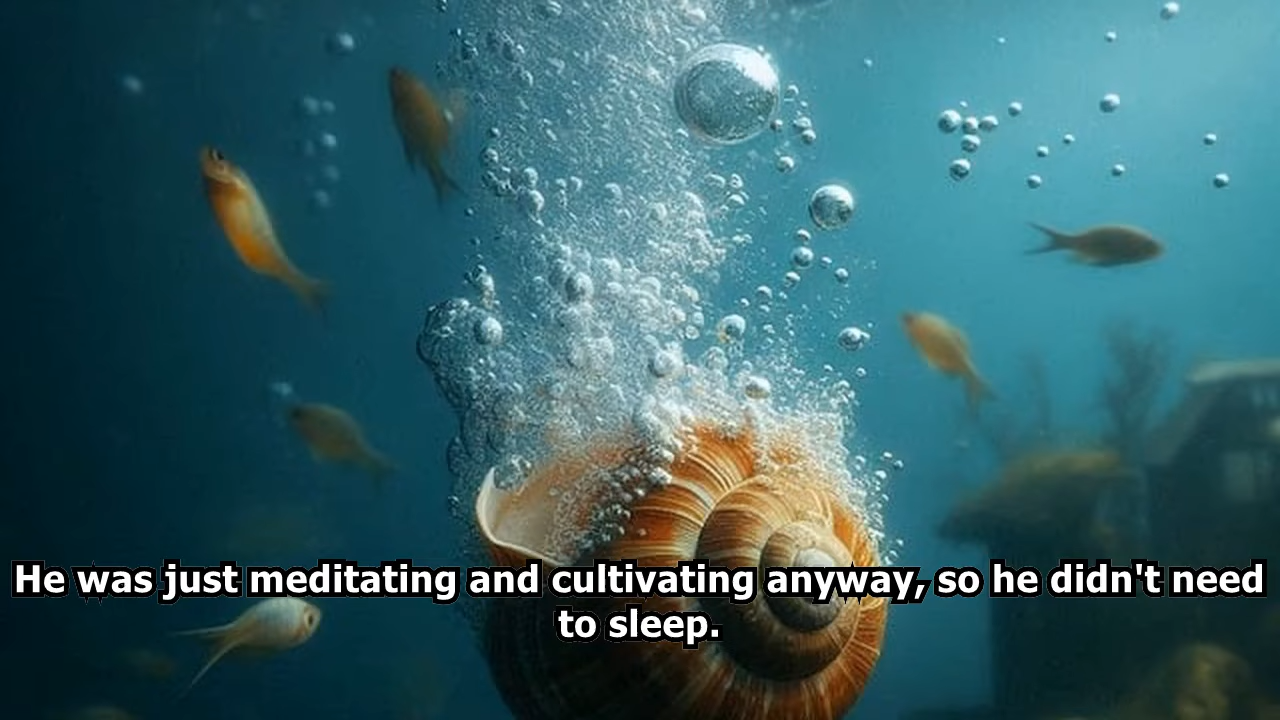 He was just meditating and cultivating anyway, so he didn't need
to sleep.